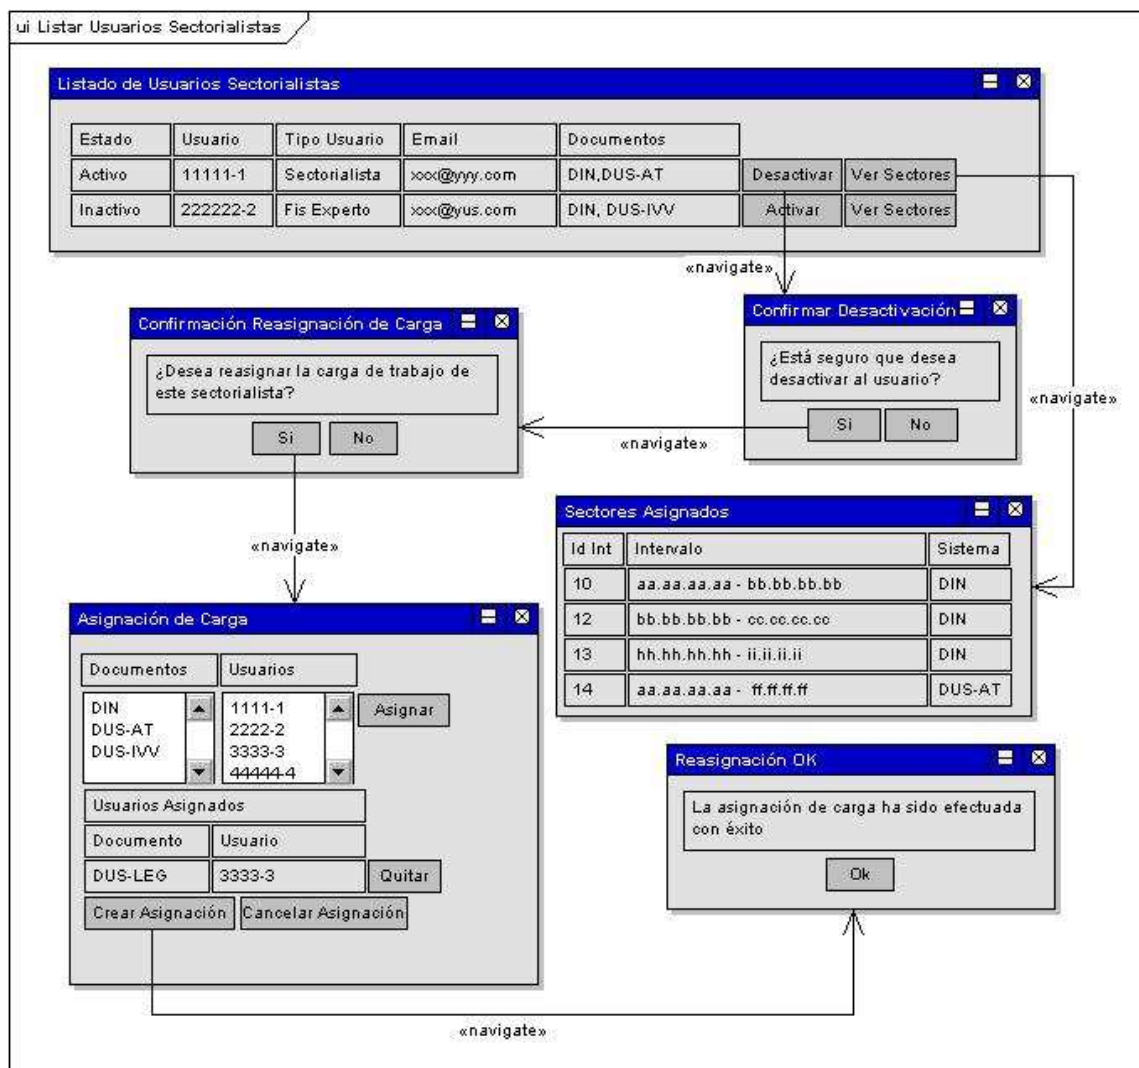 ui Listar Usuarios Sectorialistas
Listado de Usuarios Sectorialistas
Estado Usuario Tipo Usuario Email Documentos
Activo 11111-1 Sectorialista xxx@yyy.com DIN,DUS-AT Desactivar Ver Sectores
Inactivo 222222-2 Fis Experto xxx@yus.com DIN, DUS-IVV Activar Ver Sectores
«navigate»
Confirmación Reasignación de Carga
¿Desea reasignar la carga de trabajo de
este sectorialista?
Si No
Confirmar Desactivación
¿Está seguro que desea
desactivar al usuario?
Si No
«navigate»
«navigate»
«navigate»
Sectores Asignados
Id Int Intervalo Sistema
10 aa.aa.aa.aa - bb.bb.bb.bb DIN
12 bb.bb.bb.bb - cc.cc.cc.cc DIN
13 hh.hh.hh.hh - ii.ii.ii.ii DIN
14 aa.aa.aa.aa - ff.ff.ff.ff DUS-AT
Asignación de Carga
Documentos Usuarios
DIN 1111-1 Asignar
DUS-AT 2222-2
DUS-IVV 3333-3
44444-4
Usuarios Asignados
Documento Usuario
DUS-LEG 3333-3 Quitar
Crear Asignación Cancelar Asignación
Reasignación OK
La asignación de carga ha sido efectuada
con éxito
Ok
«navigate»